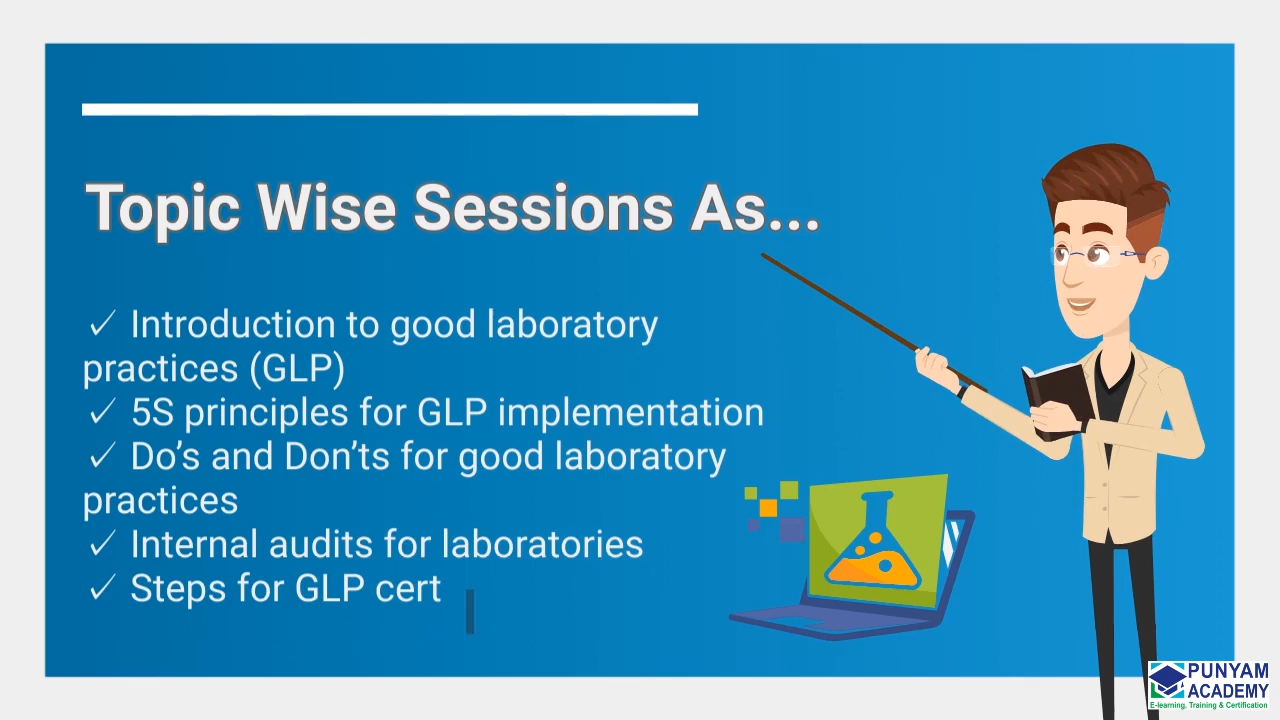 Topic Wise Sessions As...
✓ Introduction to good laboratory
practices (GLP)
✓ 5S principles for GLP implementation
✓ Do’s and Don’ts for good laboratory
practices
✓ Internal audits for laboratories
✓ Steps for GLP cert
PUNYAM
ACADEMY
E-learning, Training & Certification